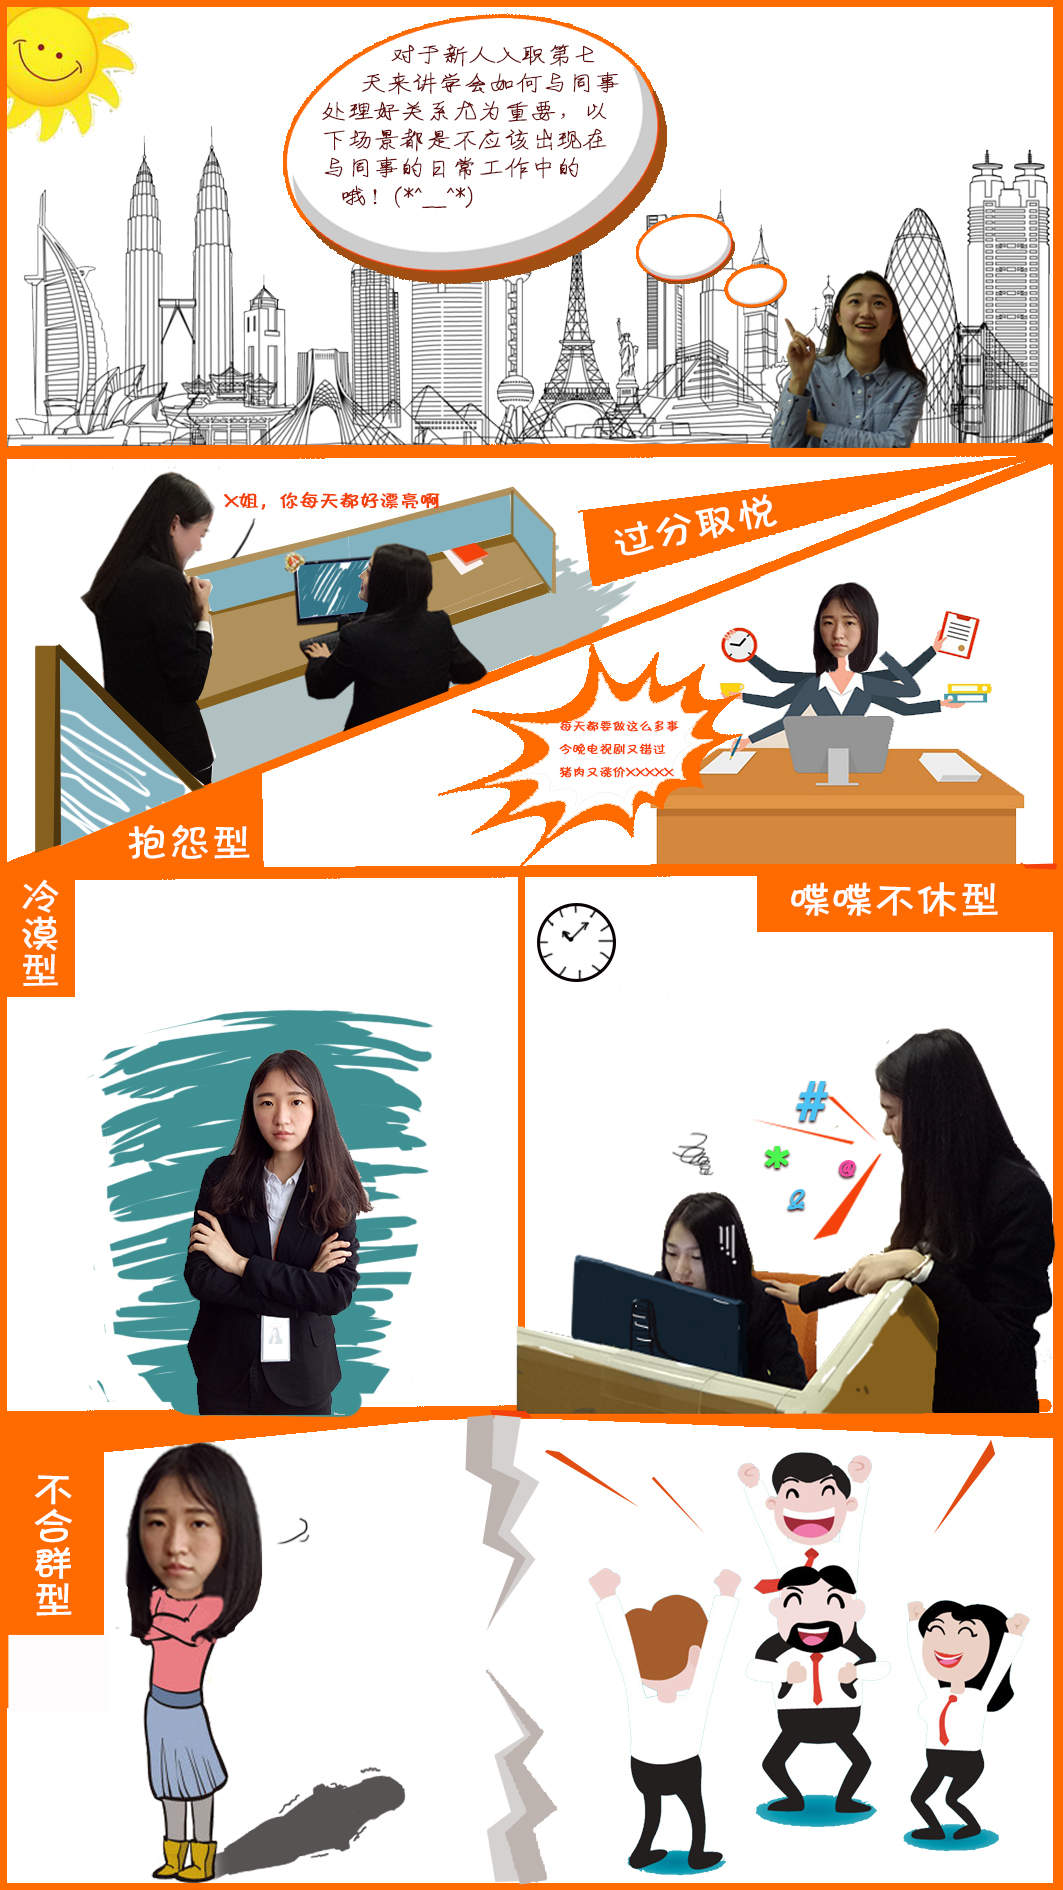 对于新人入职第七
天来讲学会如何与同事
处理好关系尤为重要，以
下场景都是不应该出现在
与同事的日常工作中的
哦！(*^__^*)
X姐，你每天都好漂亮啊
过分取悦
每天都要做这么多事
今晚电视剧又错过
猪肉又涨价XXXXX
抱怨型
冷漠型
喋喋不休型
#
*
@
&
不合群型